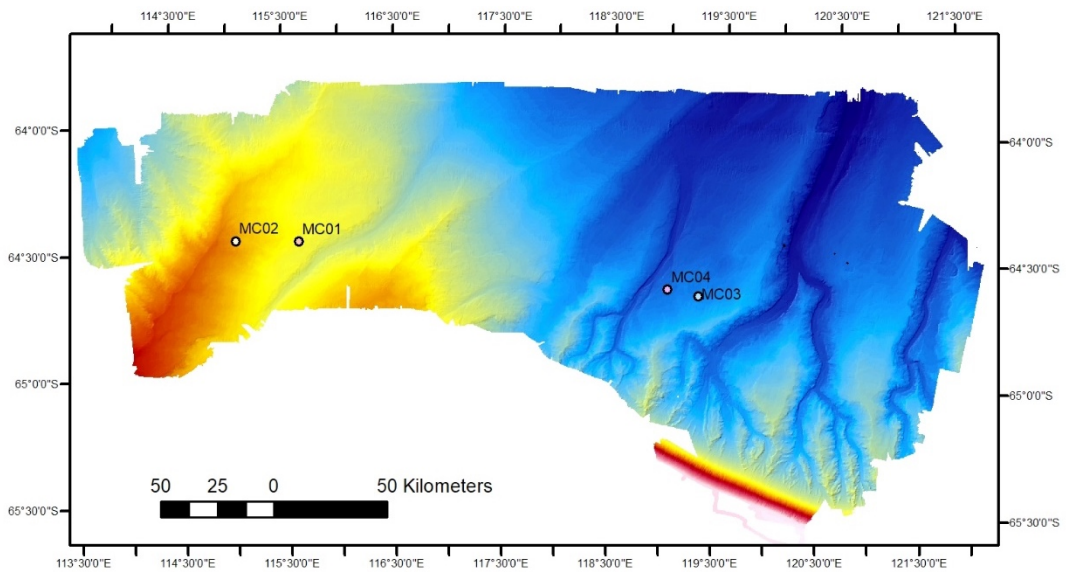 114°30'0"E 115°30'0"E 116°30'0"E 117°30'0"E 118°30'0"E 119°30'0"E 120°30'0"E 121°30'0"E
64°0'0"S 64°0'0"S
MC02 MC01
64°30'0"S 64°30'0"S
MC04
MC03
65°0'0"S 65°0'0"S
50 25 0 50 Kilometers
65°30'0"S 65°30'0"S
113°30'0"E 114°30'0"E 115°30'0"E 116°30'0"E 117°30'0"E 118°30'0"E 119°30'0"E 120°30'0"E 121°30'0"E